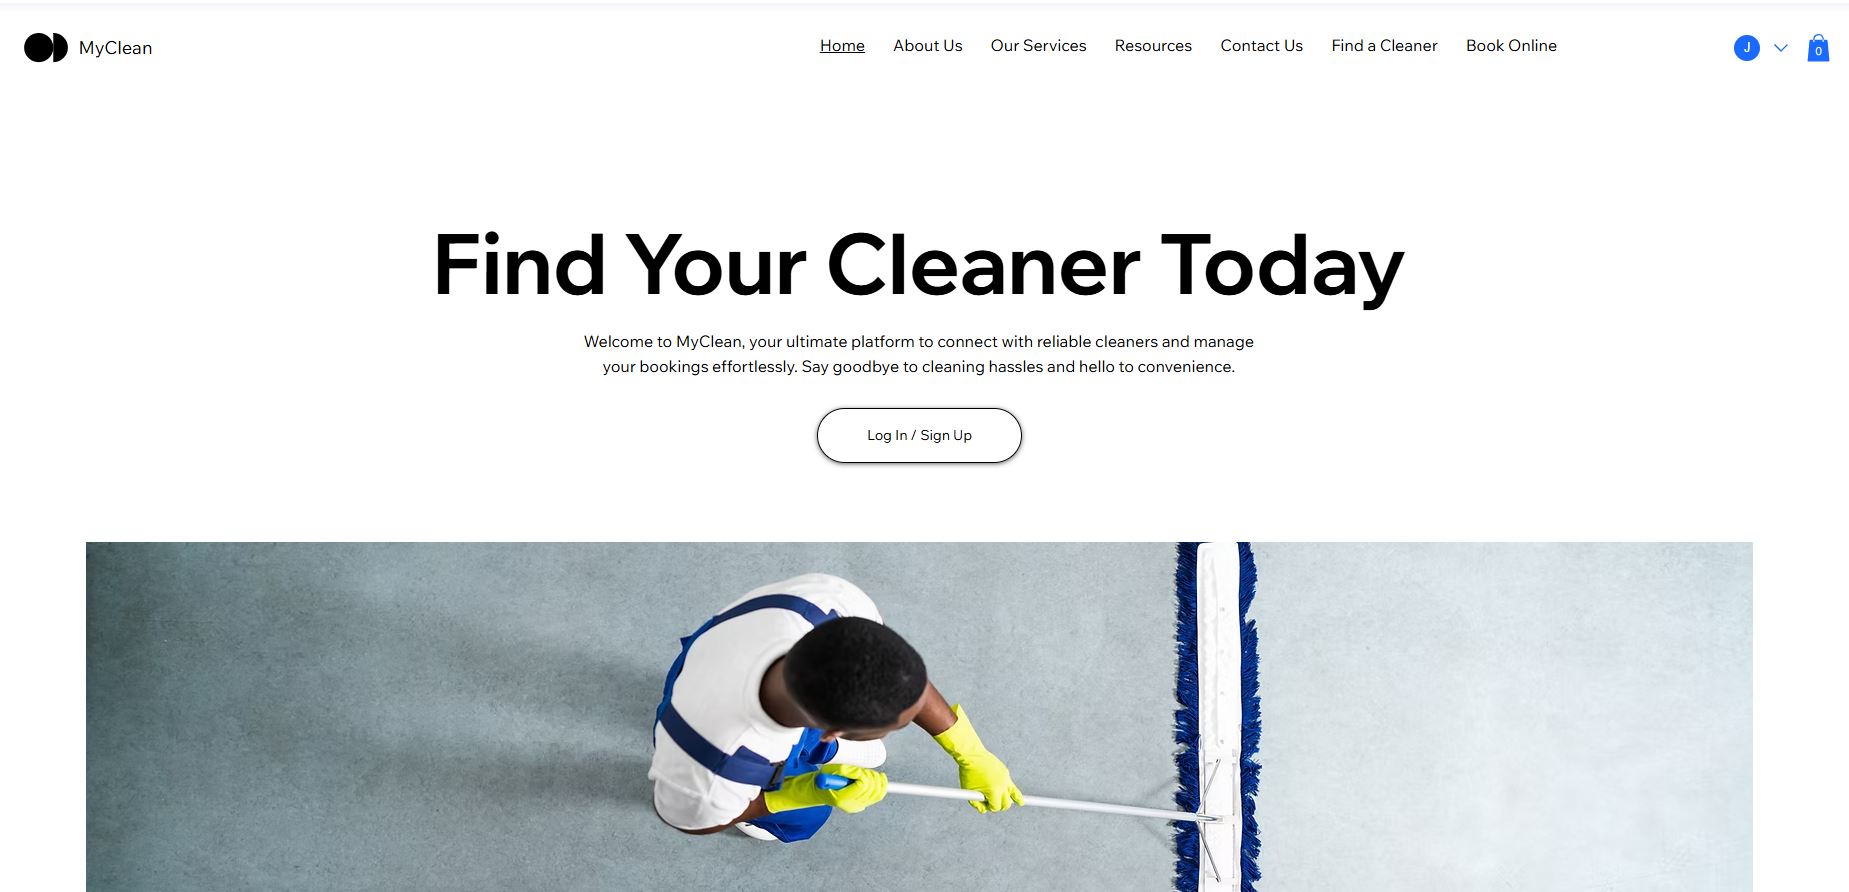 MyClean
Home About Us Our Services Resources Contact Us Find a Cleaner Book Online
J
0
Find Your Cleaner Today
Welcome to MyClean, your ultimate platform to connect with reliable cleaners and manage
your bookings effortlessly. Say goodbye to cleaning hassles and hello to convenience.
Log In / Sign Up